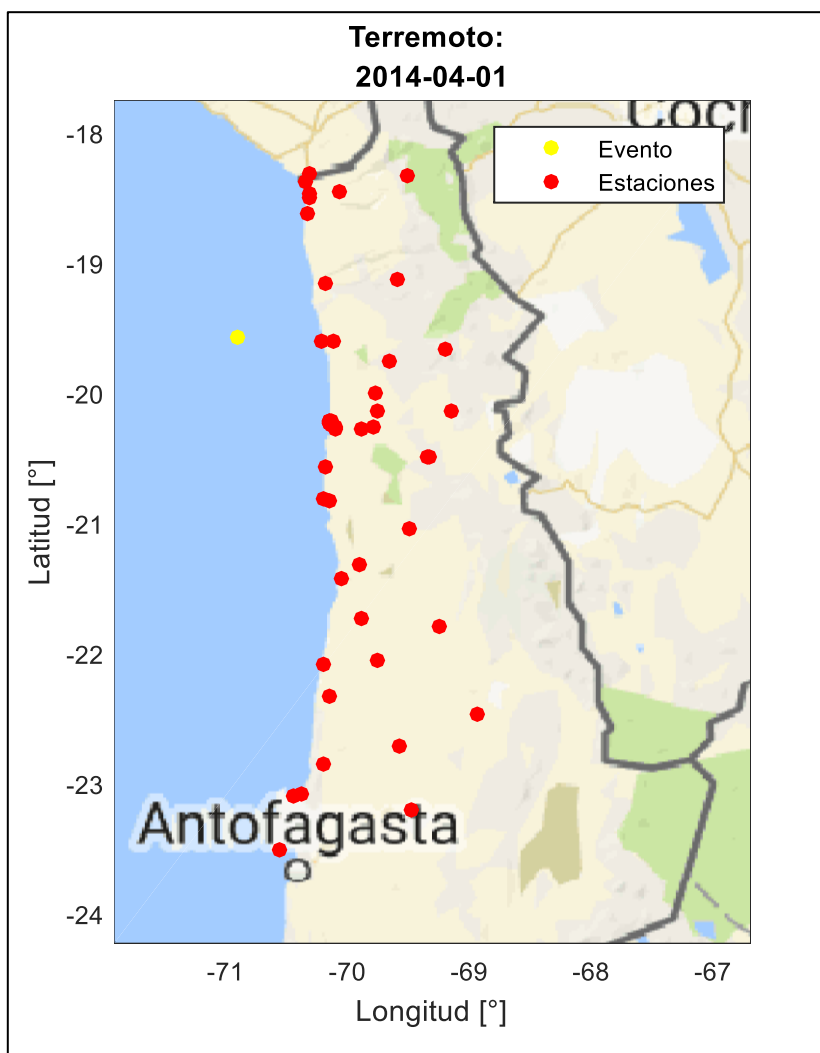 Terremoto:
2014-04-01
Coch
Evento
Estaciones
-18
-19
-20
-21
-22
-23
-24
Latitud [°]
Antofagasta
-71
-70
-69
-68
-67
Longitud [°]